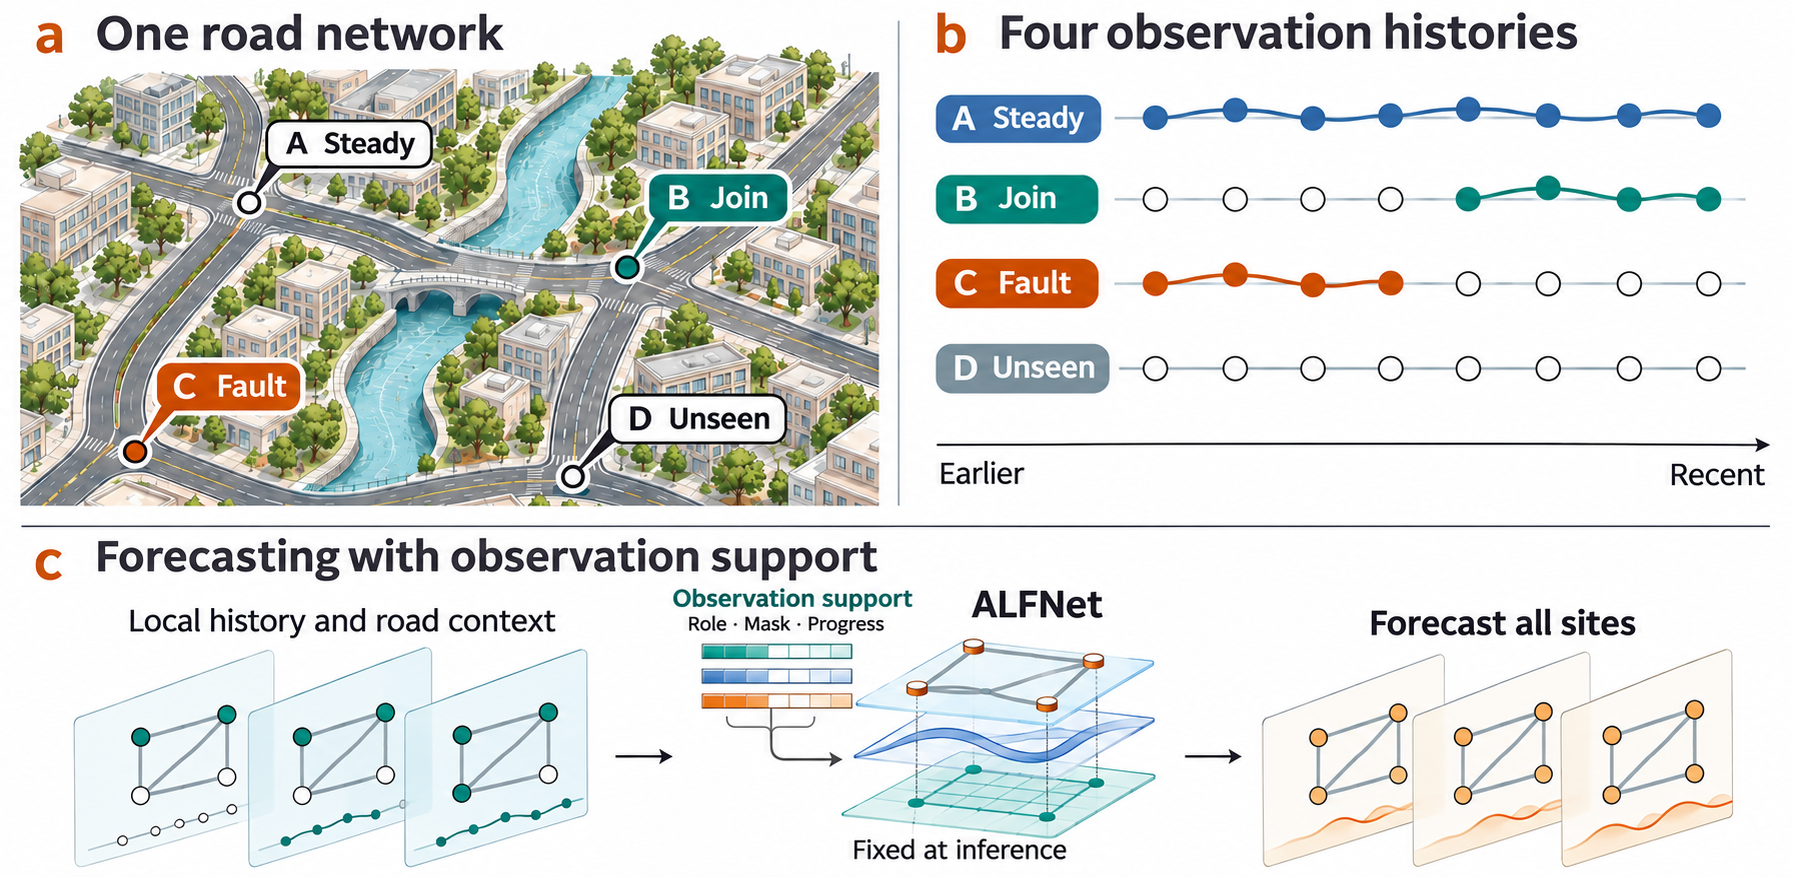 a One road network
A Steady
B Join
C Fault
D Unseen
b Four observation histories
A Steady
B Join
C Fault
D Unseen
Earlier
Recent
c Forecasting with observation support
Local history and road context
Observation support
Role · Mask · Progress
ALFNet
Fixed at inference
Forecast all sites